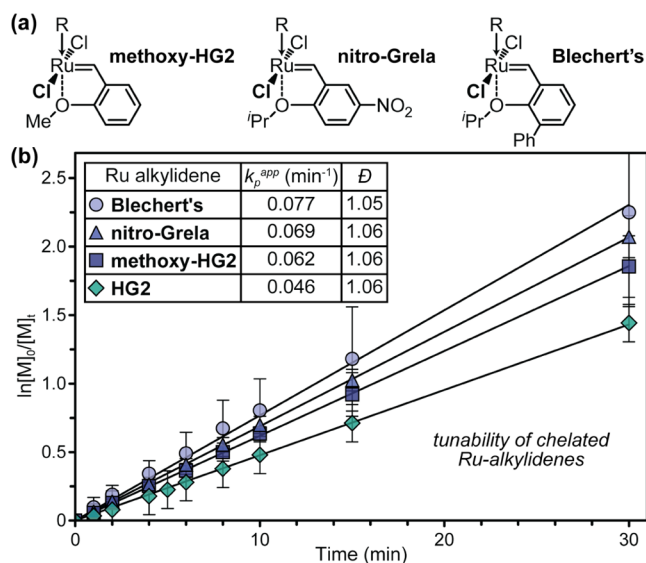 (a)
R
Cl
Ru
Cl
O
Me
methoxy-HG2
R
Cl
Ru
Cl
O
iPr
NO2
nitro-Grela
R
Cl
Ru
Cl
O
iPr
Ph
Blechert's
(b)
Ru alkylidene kp^app (min-1) Đ
Blechert's 0.077 1.05
nitro-Grela 0.069 1.06
methoxy-HG2 0.062 1.06
HG2 0.046 1.06
ln[M]0/[M]t
2.5
2.0
1.5
1.0
0.5
0
tunability of chelated
Ru-alkylidenes
0 10 20 30
Time (min)